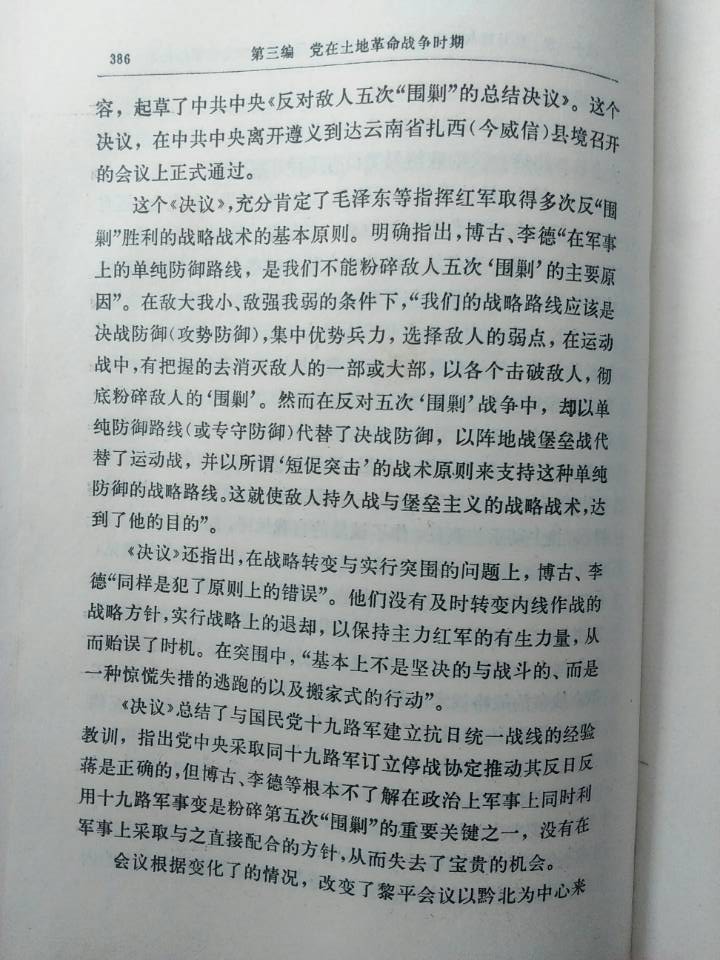 386 第三编 党在土地革命战争时期
容，起草了中共中央《反对敌人五次“围剿”的总结决议》。这个
决议，在中共中央离开遵义到达云南省扎西（今威信）县境召开
的会议上正式通过。
这个《决议》，充分肯定了毛泽东等指挥红军取得多次反“围
剿”胜利的战略战术的基本原则。明确指出，博古、李德“在军事
上的单纯防御路线，是我们不能粉碎敌人五次‘围剿’的主要原
因”。在敌大我小、敌强我弱的条件下，“我们的战略路线应该是
决战防御（攻势防御），集中优势兵力，选择敌人的弱点，在运动
战中，有把握的去消灭敌人的一部或大部，以各个击破敌人，彻
底粉碎敌人的‘围剿’。然而在反对五次‘围剿’战争中，却以单
纯防御路线（或专守防御）代替了决战防御，以阵地战堡垒战代
替了运动战，并以所谓‘短促突击’的战术原则来支持这种单纯
防御的战略路线。这就使敌人持久战与堡垒主义的战略战术，达
到了他的目的”。
《决议》还指出，在战略转变与实行突围的问题上，博古、李
德“同样是犯了原则上的错误”。他们没有及时转变内线作战的
战略方针，实行战略上的退却，以保持主力红军的有生力量，从
而贻误了时机。在突围中，“基本上不是坚决的与战斗的、而是
一种惊慌失措的逃跑的以及搬家式的行动”。
《决议》总结了与国民党十九路军建立抗日统一战线的经验
教训，指出党中央采取同十九路军订立停战协定推动其反日反
蒋是正确的，但博古、李德等根本不了解在政治上军事上同时利
用十九路军事变是粉碎第五次“围剿”的重要关键之一，没有在
军事上采取与之直接配合的方针，从而失去了宝贵的机会。
会议根据变化了的情况，改变了黎平会议以黔北为中心来